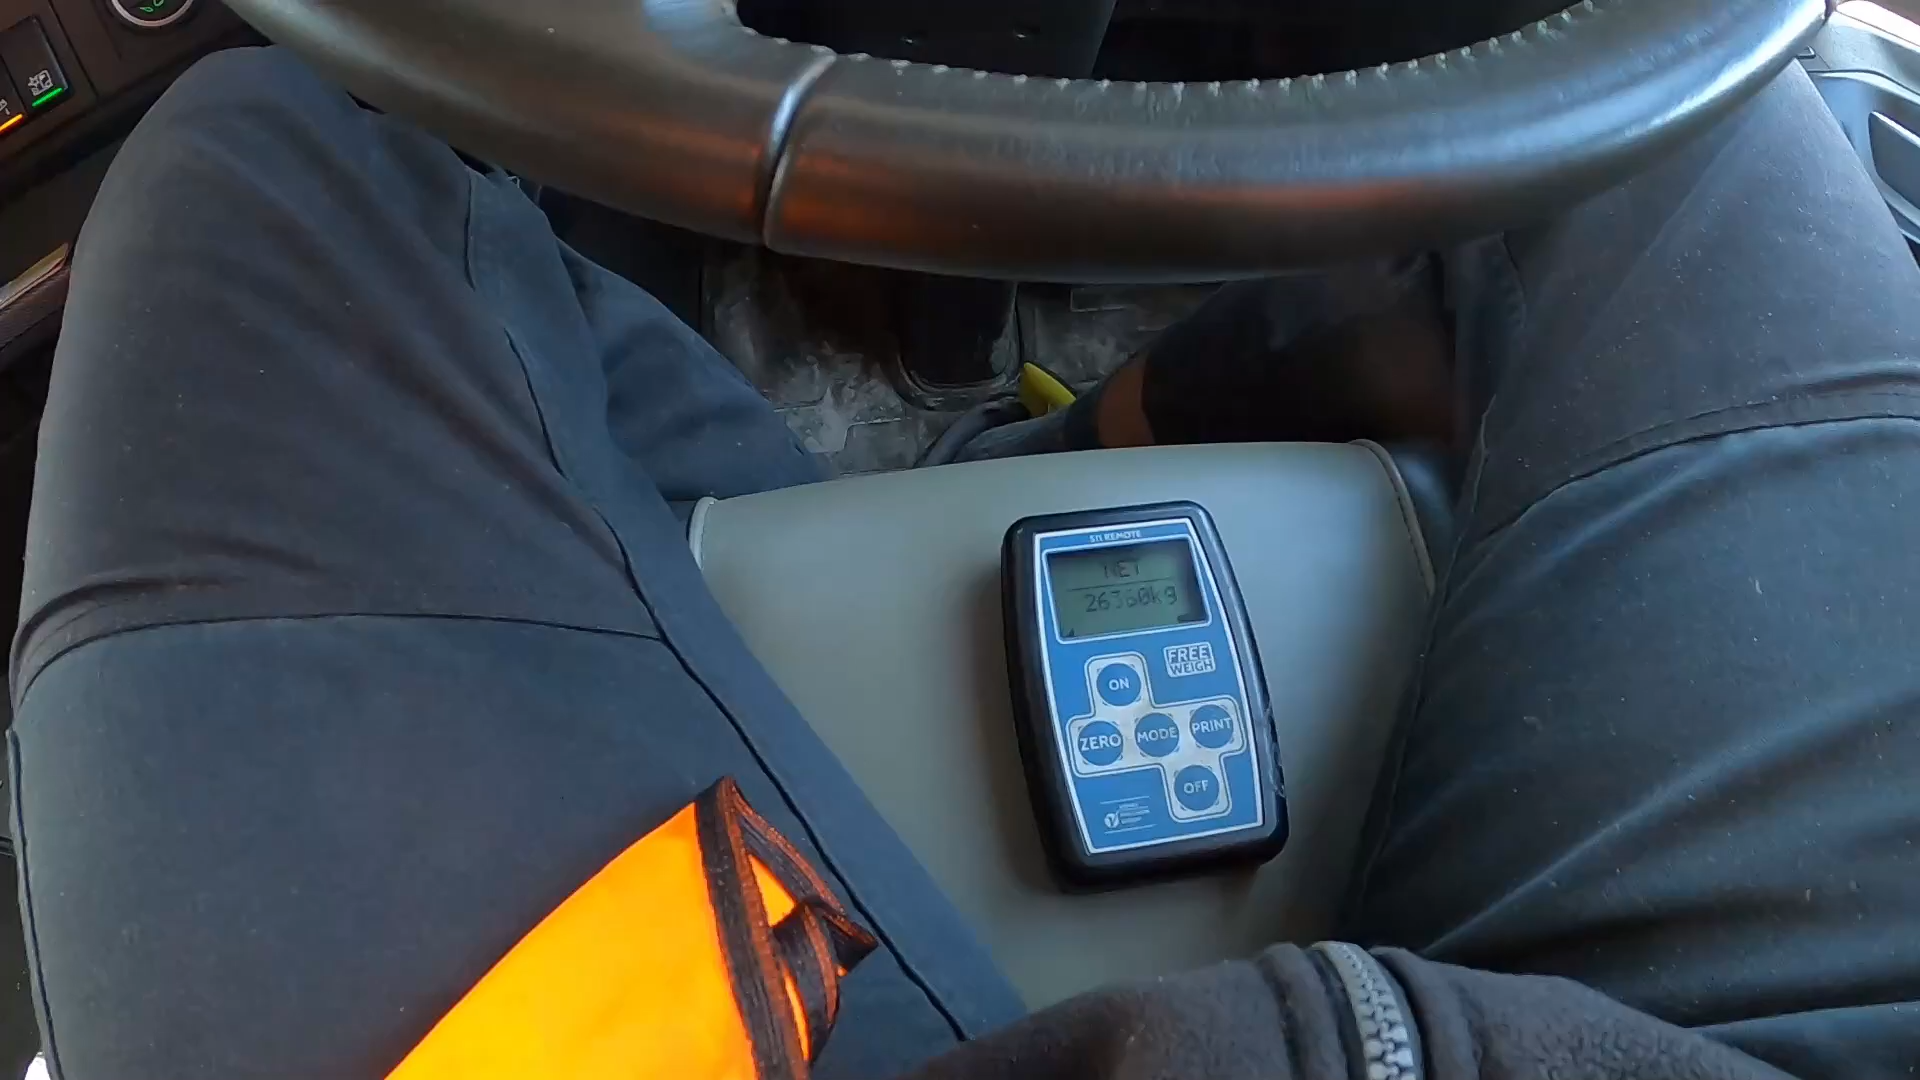 511 REMOTE
NET
26360kg
FREE
WEIGH
ON
ZERO MODE PRINT
OFF